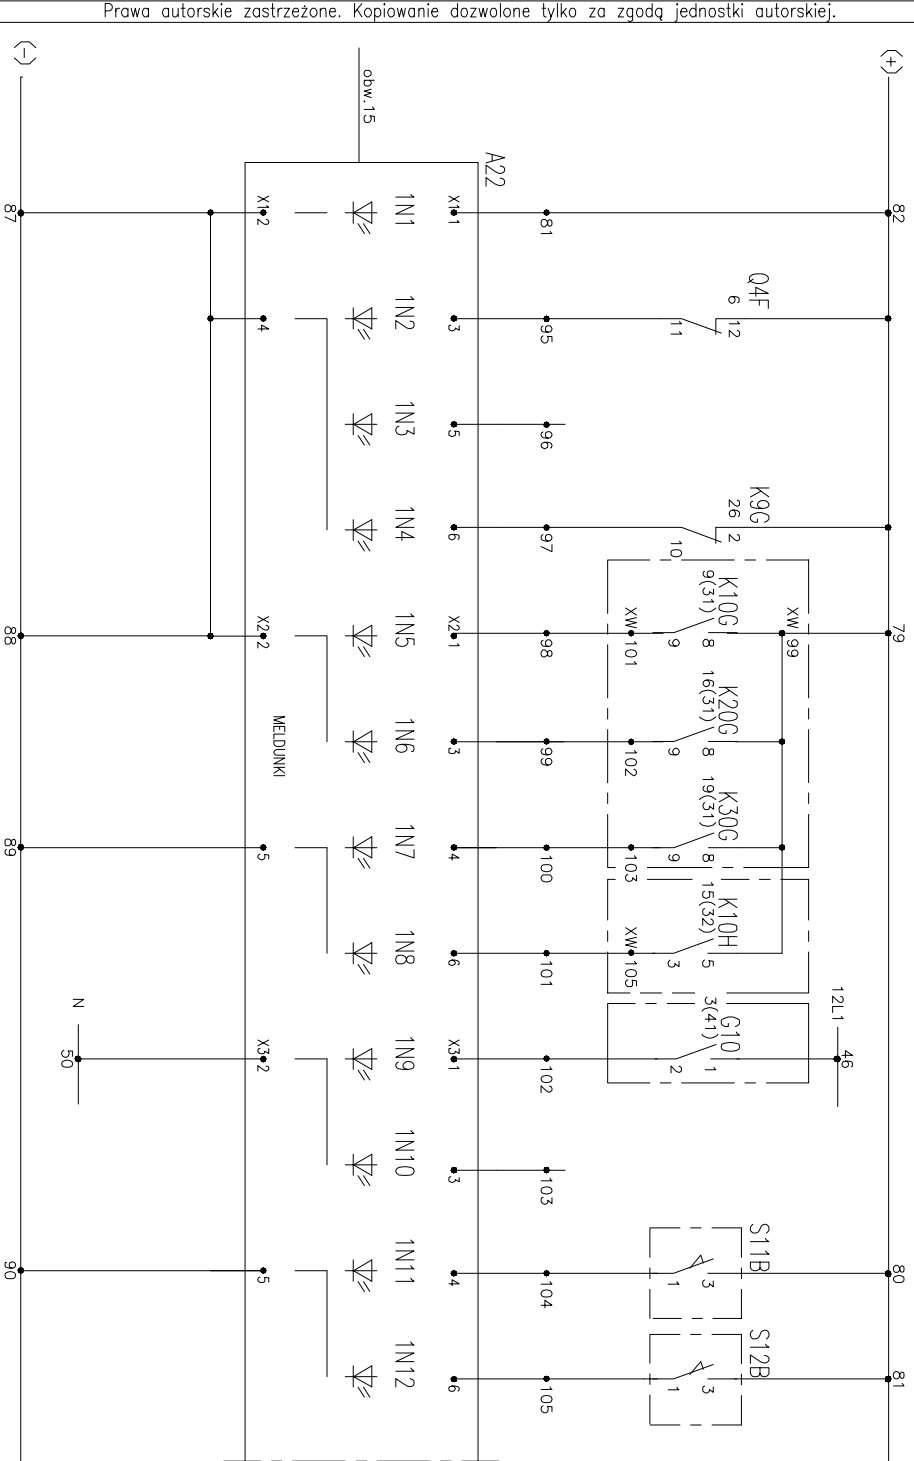 Prawa autorskie zastrzeżone. Kopiowanie dozwolone tylko za zgodą jednostki autorskiej.
(-)
(+)
obw.15
A22
87
X1 2
1N1
X1 1
81
82
4
1N2
3
95
11
Q4F
6
12
1N3
5
96
1N4
6
97
10
K9G
26
2
88
X2 2
1N5
X2 1
98
XW 101
9
K10G
9(31)
8
XW 99
79
MELDUNKI
1N6
3
99
102
9
K20G
16(31)
8
89
5
1N7
4
100
103
9
K30G
19(31)
8
1N8
6
101
XW 105
3
K10H
15(32)
5
N
50
X3 2
1N9
X3 1
102
2
G10
3(41)
1
12L1
46
1N10
3
103
90
5
1N11
4
104
1
S11B
3
80
1N12
6
105
1
S12B
3
81